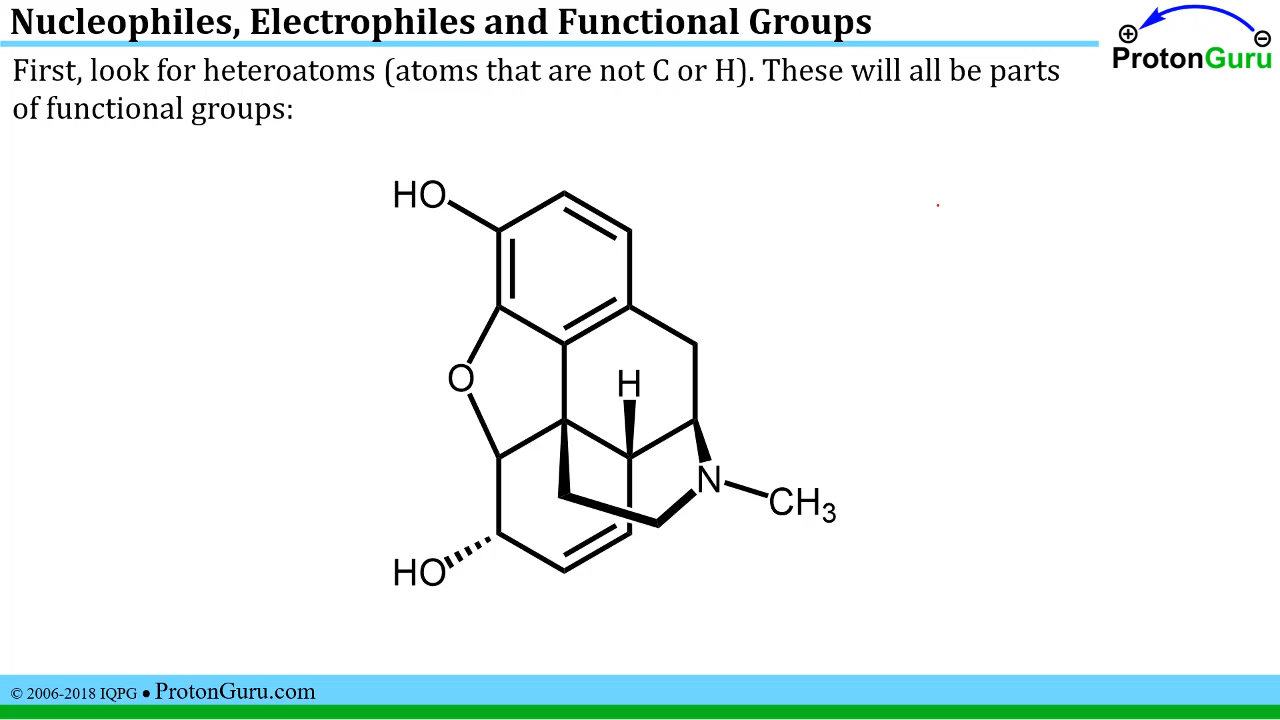 Nucleophiles, Electrophiles and Functional Groups
ProtonGuru
First, look for heteroatoms (atoms that are not C or H). These will all be parts
of functional groups:
HO
O
H
N
CH₃
HO
© 2006-2018 IQPG ● ProtonGuru.com